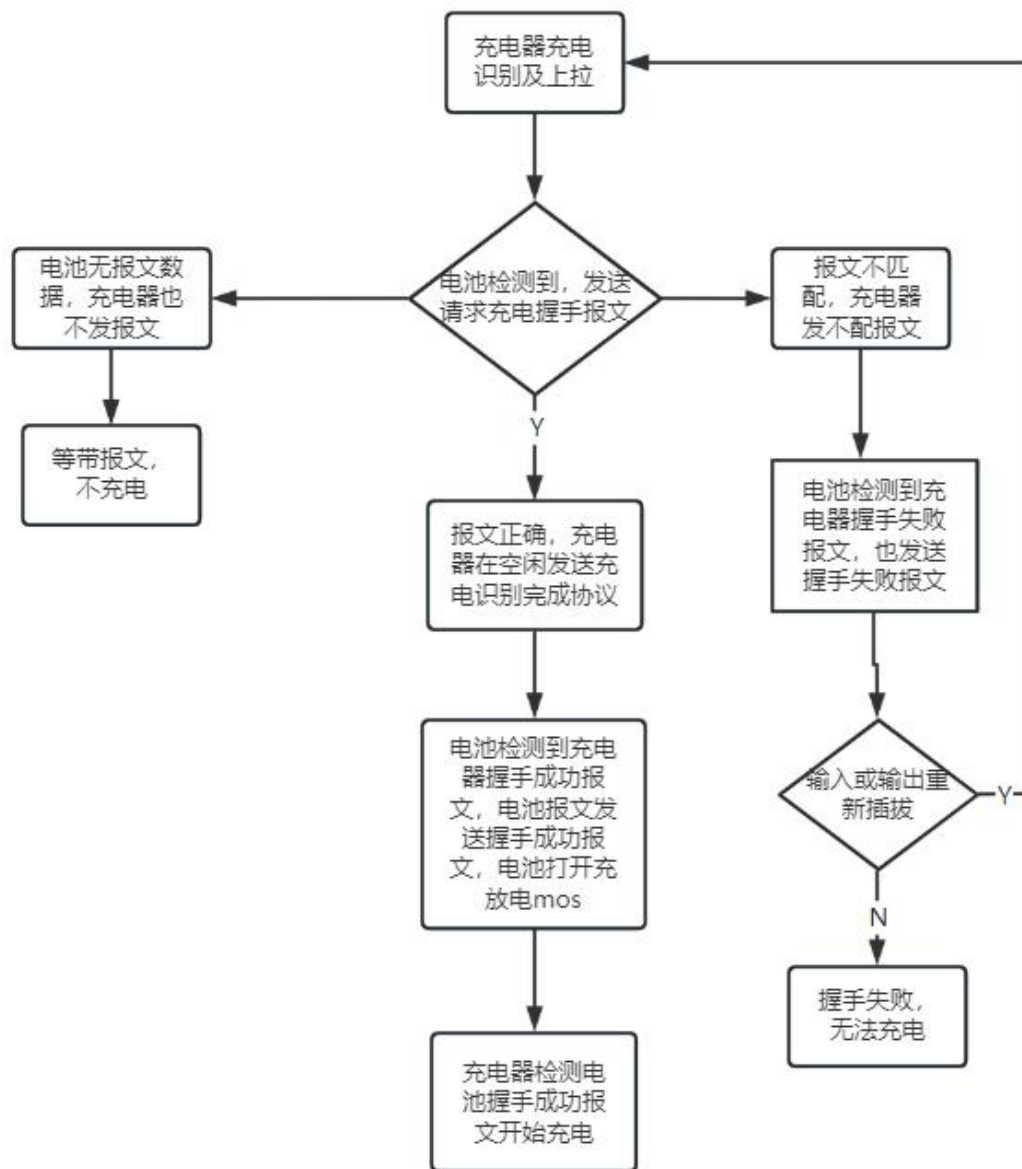 充电器充电
识别及上拉
电池检测到，发送
请求充电握手报文
电池无报文数
据，充电器也
不发报文
报文不匹
配，充电器
发不配报文
Y
等带报文，
不充电
报文正确，充电
器在空闲发送充
电识别完成协议
电池检测到充
电器握手失败
报文，也发送
握手失败报文
电池检测到充电
器握手成功报
文，电池报文发
送握手成功报
文，电池打开充
放电mos
输入或输出重
新插拔
Y
N
握手失败，
无法充电
充电器检测电
池握手成功报
文开始充电